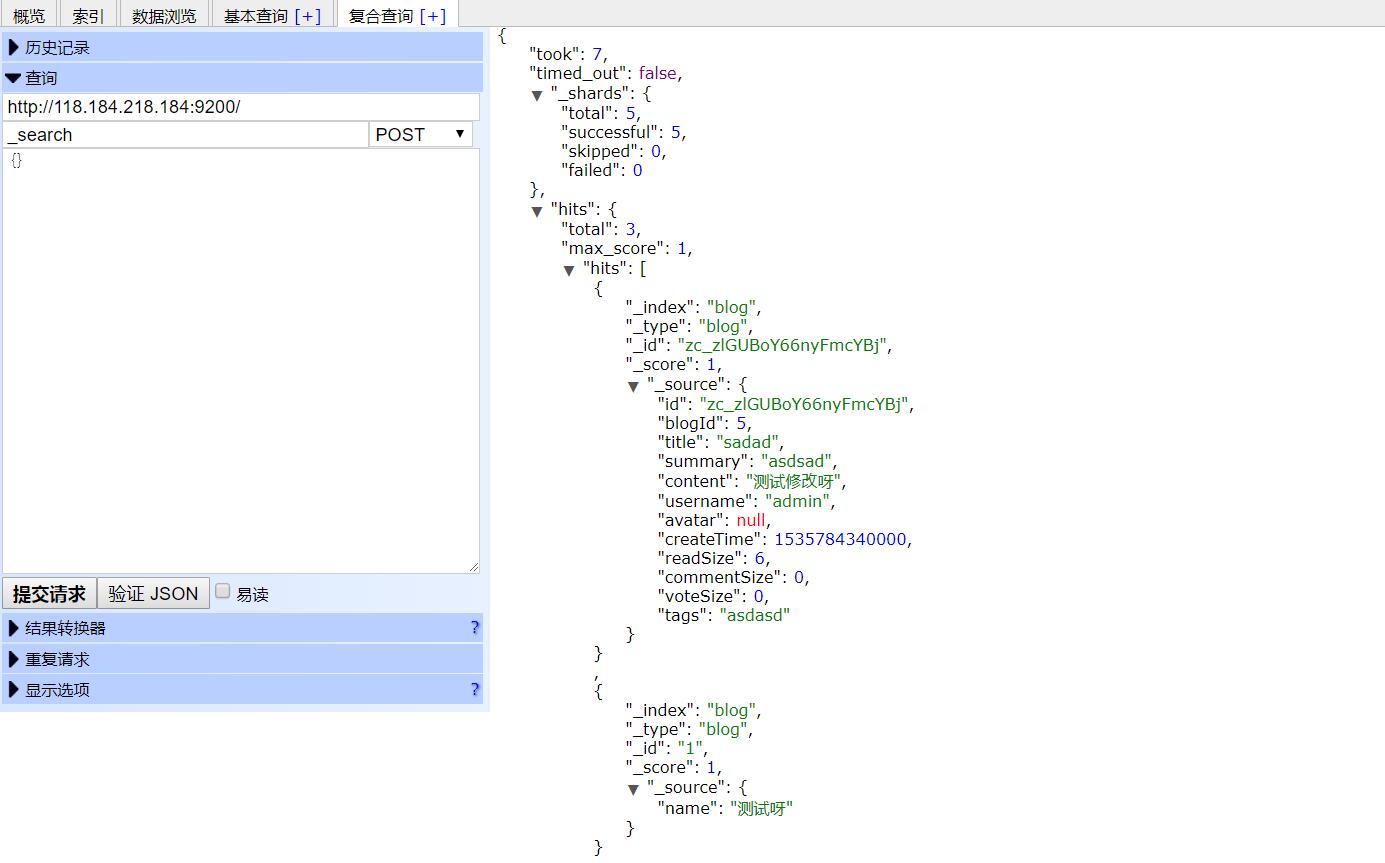 概览 索引 数据浏览 基本查询 [+] 复合查询 [+]
历史记录
查询
http://118.184.218.184:9200/
_search POST
{}
提交请求 验证 JSON 易读
结果转换器 ?
重复请求
显示选项 ?
{
"took": 7,
"timed_out": false,
"_shards": {
"total": 5,
"successful": 5,
"skipped": 0,
"failed": 0
},
"hits": {
"total": 3,
"max_score": 1,
"hits": [
{
"_index": "blog",
"_type": "blog",
"_id": "zc_zlGUBoY66nyFmcYBj",
"_score": 1,
"_source": {
"id": "zc_zlGUBoY66nyFmcYBj",
"blogId": 5,
"title": "sadad",
"summary": "asdsad",
"content": "测试修改呀",
"username": "admin",
"avatar": null,
"createTime": 1535784340000,
"readSize": 6,
"commentSize": 0,
"voteSize": 0,
"tags": "asdasd"
}
}
,
{
"_index": "blog",
"_type": "blog",
"_id": "1",
"_score": 1,
"_source": {
"name": "测试呀"
}
}